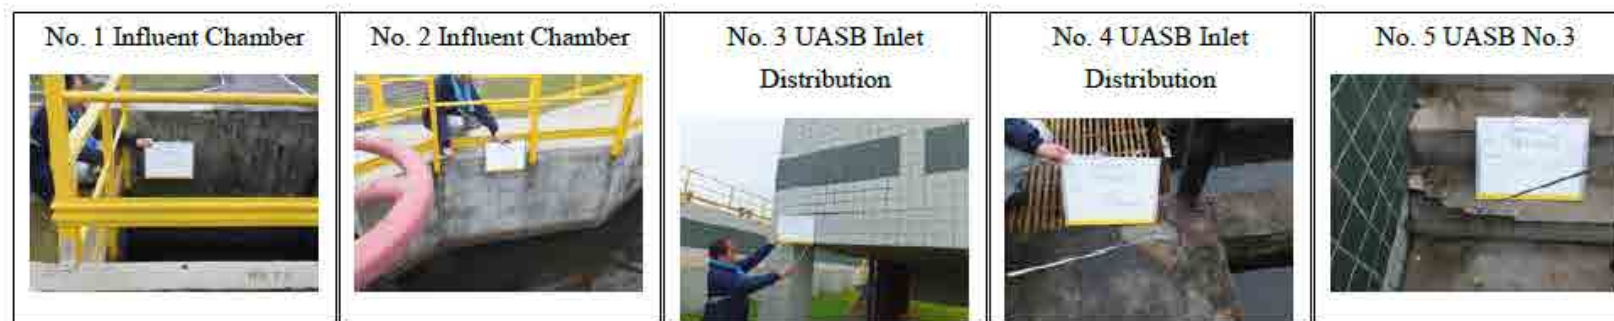 No. 1 Influent Chamber
No. 2 Influent Chamber
No. 3 UASB Inlet
Distribution
No. 4 UASB Inlet
Distribution
No. 5 UASB No.3